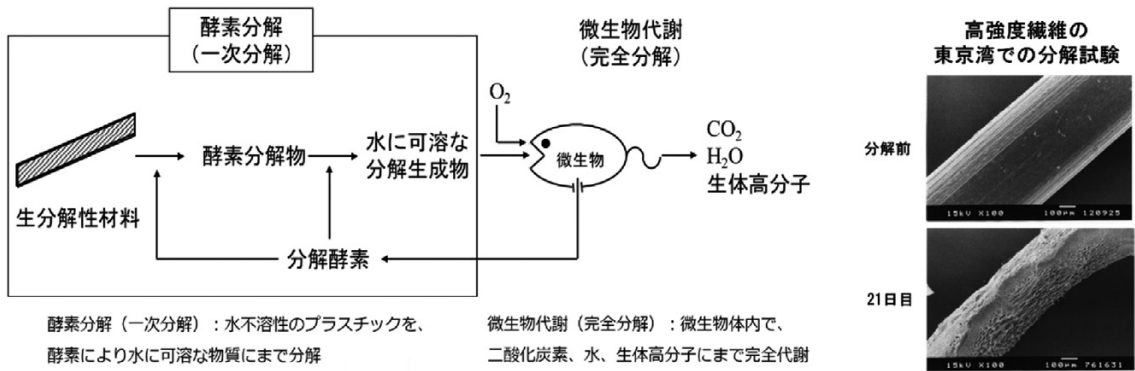 酵素分解
(一次分解)
微生物代謝
(完全分解)
O₂
生分解性材料
酵素分解物
水に可溶な
分解生成物
微生物
CO₂
H₂O
生体高分子
分解酵素
酵素分解(一次分解):水不溶性のプラスチックを、
酵素により水に可溶な物質にまで分解
微生物代謝(完全分解):微生物体内で、
二酸化炭素、水、生体高分子にまで完全代謝
高強度繊維の
東京湾での分解試験
分解前
15kV X100 100μm 120925
21日目
15kV X100 100μm 761631